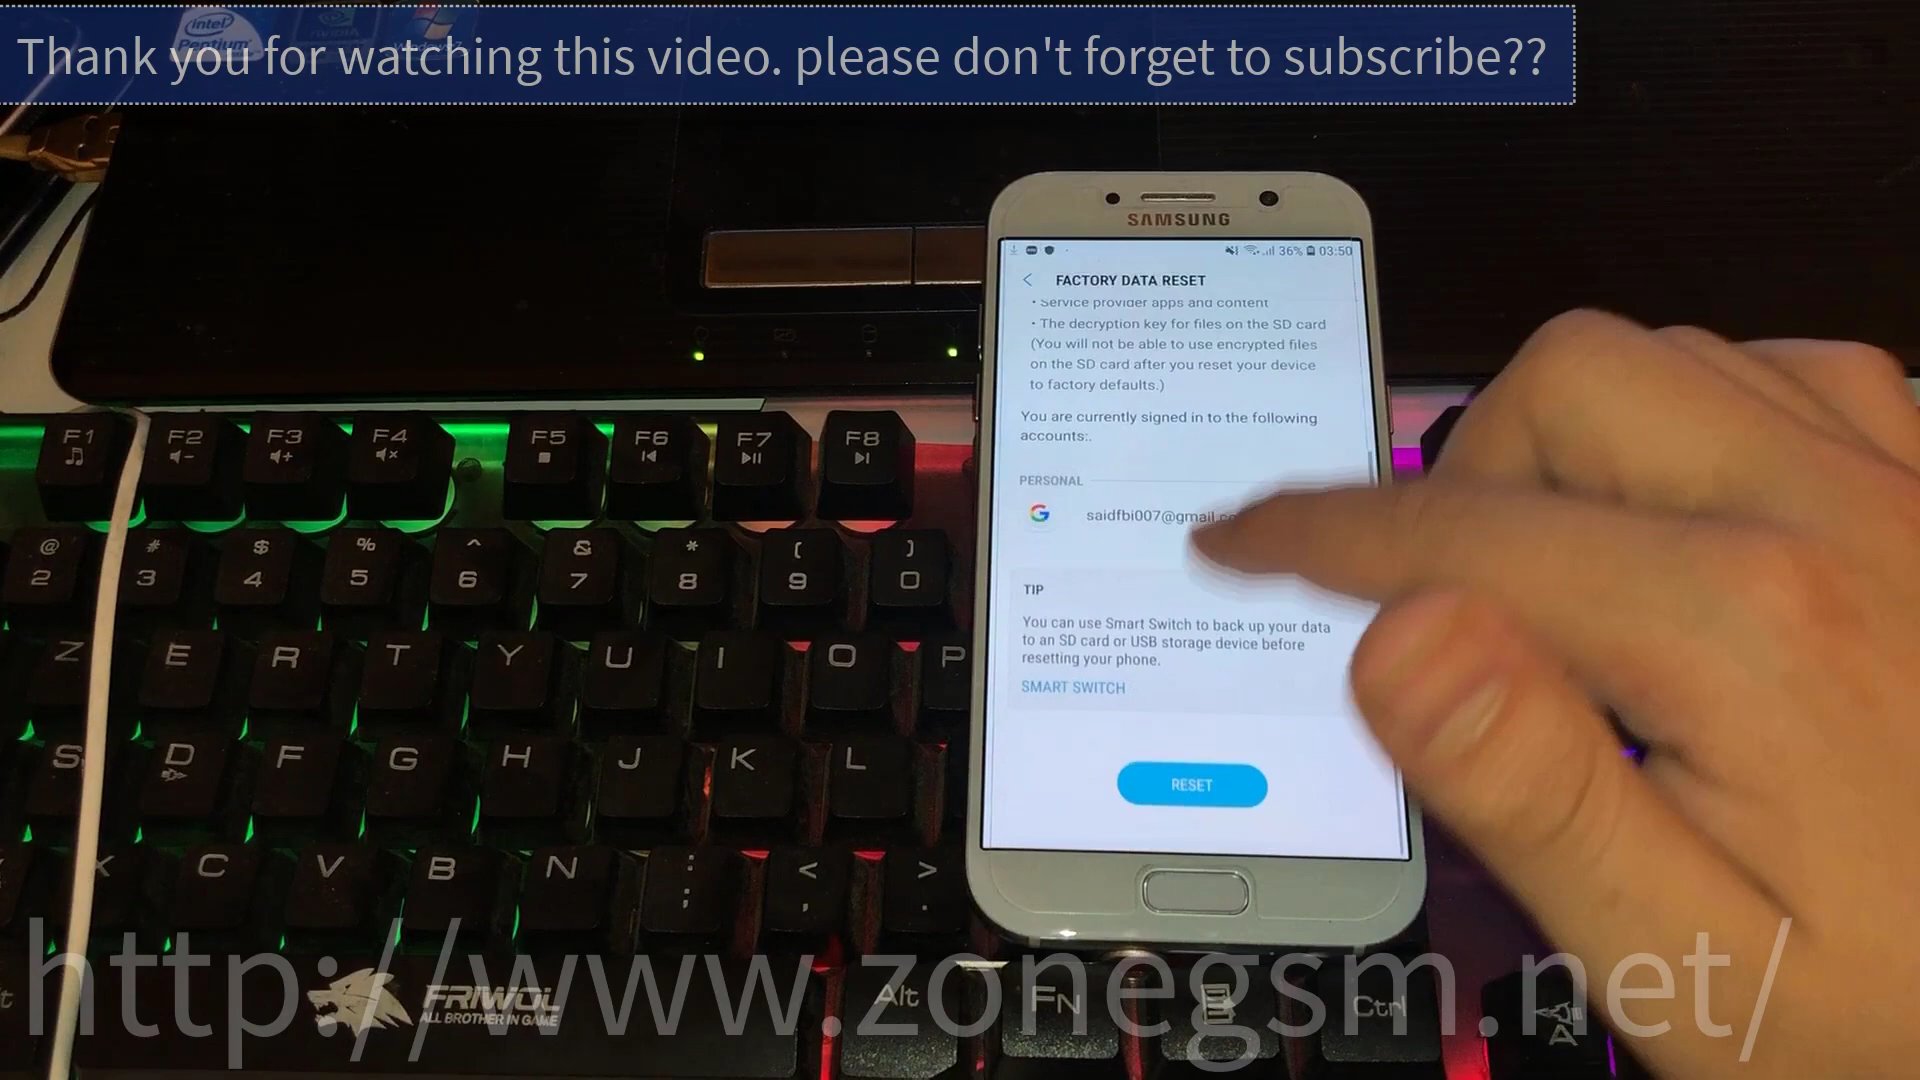 Thank you for watching this video. please don't forget to subscribe??
intel
Pentium
SAMSUNG
36% 03:50
FACTORY DATA RESET
• Service provider apps and content
• The decryption key for files on the SD card
(You will not be able to use encrypted files
on the SD card after you reset your device
to factory defaults.)
You are currently signed in to the following
accounts:.
PERSONAL
G saidfbi007@gmail.co
TIP
You can use Smart Switch to back up your data
to an SD card or USB storage device before
resetting your phone.
SMART SWITCH
RESET
F1 F2 F3 F4 F5 F6 F7 F8
@ # $ % ^ & * ( )
2 3 4 5 6 7 8 9 0
Z E R T Y U I O P
S D F G H J K L
X C V B N : ; < , > .
http://www.zonegsm.net/
FRIWOL
ALL BROTHER IN GAME
Alt FN Ctrl